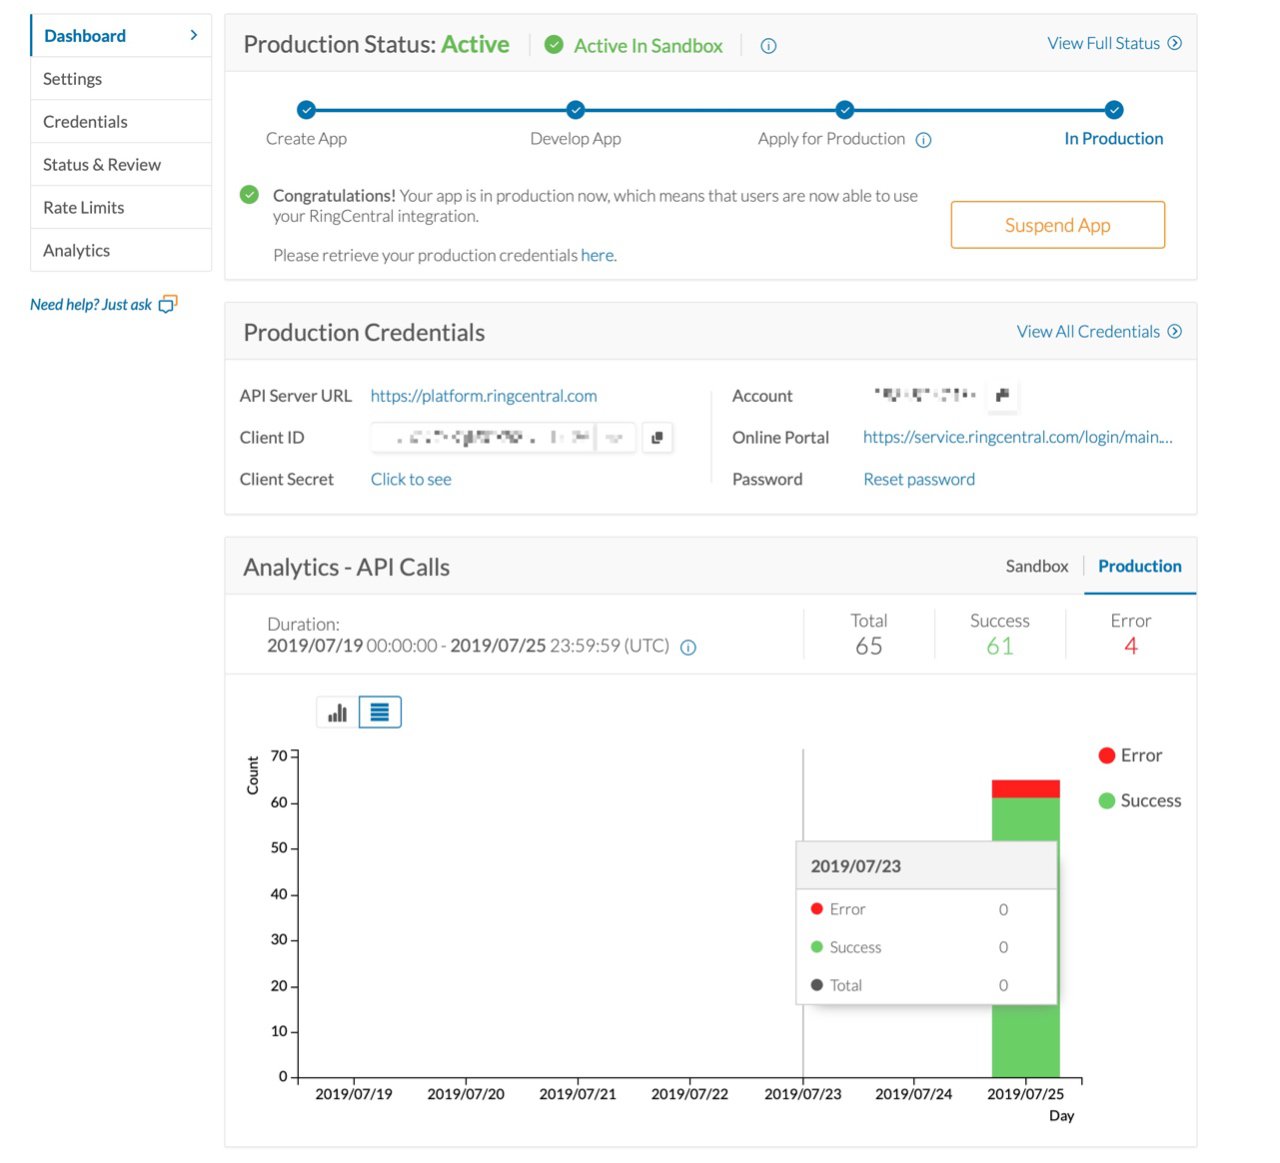 Dashboard
Settings
Credentials
Status & Review
Rate Limits
Analytics
Need help? Just ask
Production Status: Active
Active In Sandbox
View Full Status
Create App
Develop App
Apply for Production
In Production
Congratulations! Your app is in production now, which means that users are now able to use
your RingCentral integration.
Please retrieve your production credentials here.
Suspend App
Production Credentials
View All Credentials
API Server URL https://platform.ringcentral.com
Client ID
Client Secret Click to see
Account
Online Portal https://service.ringcentral.com/login/main....
Password Reset password
Analytics - API Calls
Sandbox
Production
Duration:
2019/07/19 00:00:00 - 2019/07/25 23:59:59 (UTC)
Total
65
Success
61
Error
4
Count
70
60
50
40
30
20
10
0
Error
Success
2019/07/23
Error 0
Success 0
Total 0
2019/07/19 2019/07/20 2019/07/21 2019/07/22 2019/07/23 2019/07/24 2019/07/25
Day